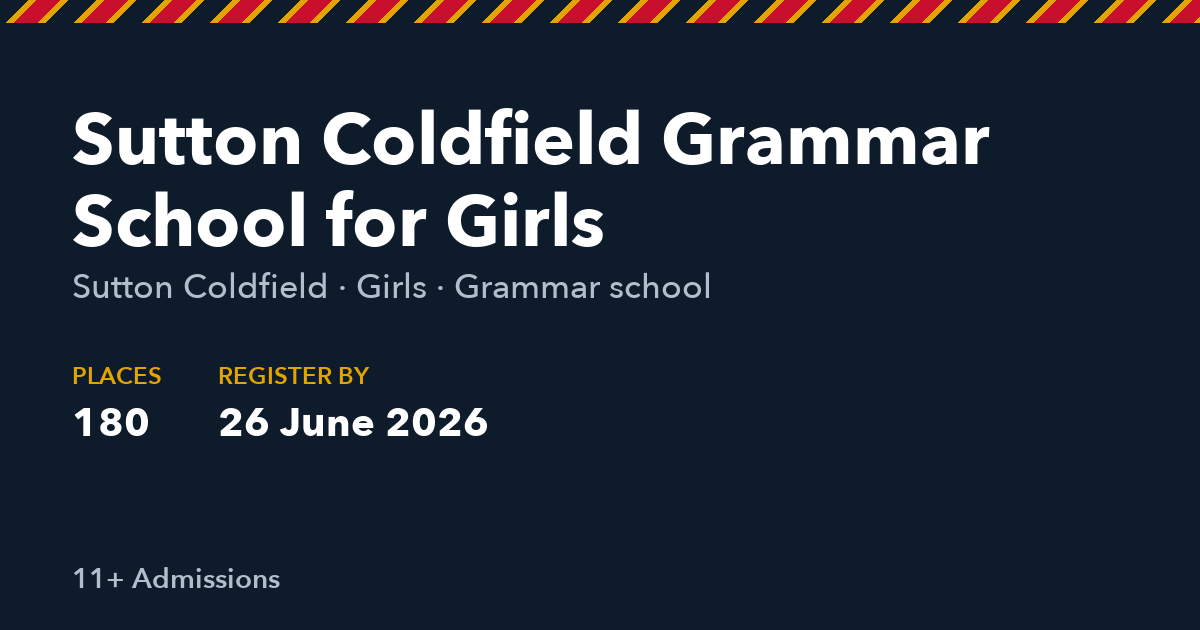 Sutton Coldfield Grammar
School for Girls
Sutton Coldfield · Girls · Grammar school
PLACES REGISTER BY
180 26 June 2026
11+ Admissions